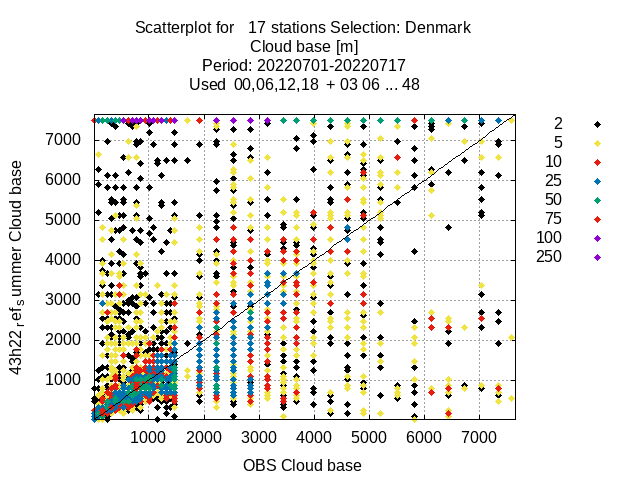 Scatterplot for 17 stations Selection: Denmark
Cloud base [m]
Period: 20220701-20220717
Used 00,06,12,18 + 03 06 ... 48
43h22_ref_summer Cloud base
7000
6000
5000
4000
3000
2000
1000
1000 2000 3000 4000 5000 6000 7000
OBS Cloud base
2
5
10
25
50
75
100
250